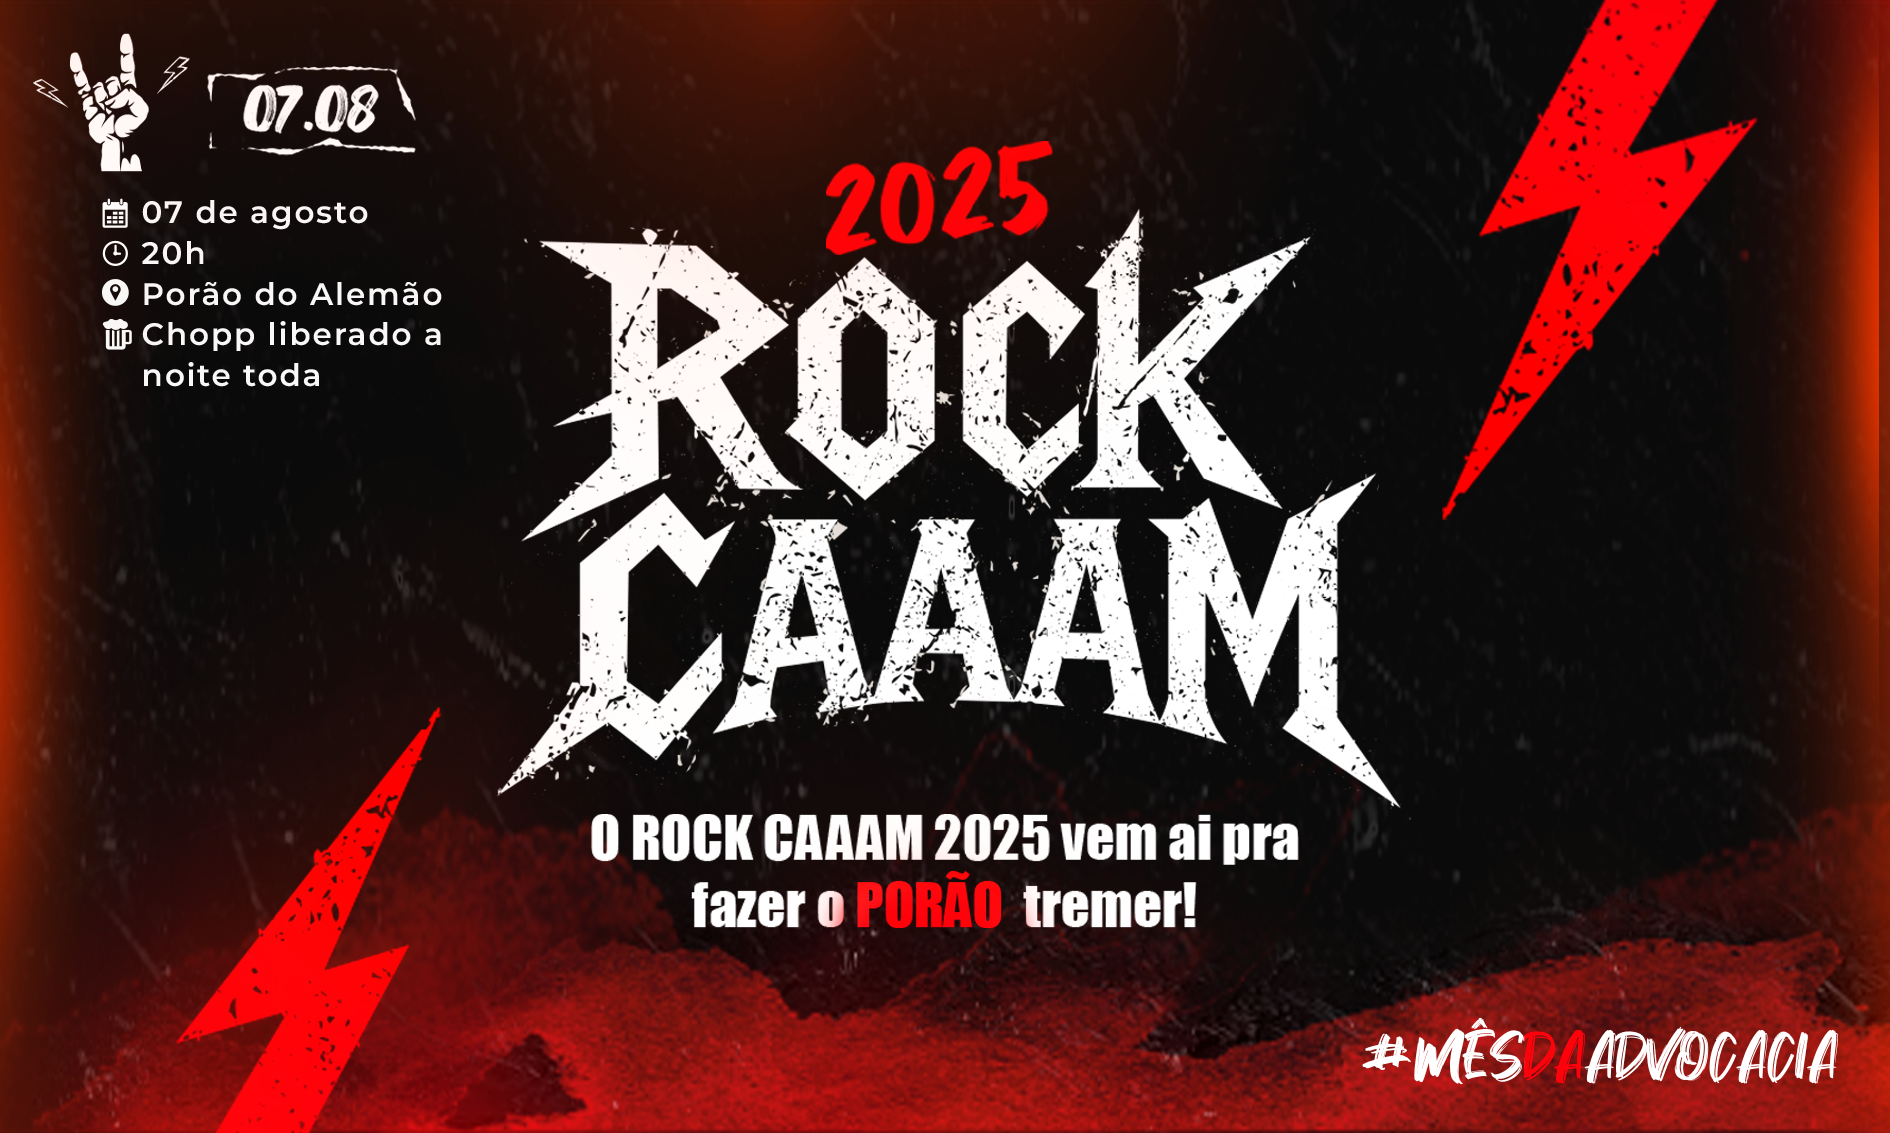 07.08
07 de agosto
20h
Porão do Alemão
Chopp liberado a
noite toda
2025
ROCK
CAAAM
O ROCK CAAAM 2025 vem ai pra
fazer o PORÃO tremer!
#MÊSDAADVOCACIA